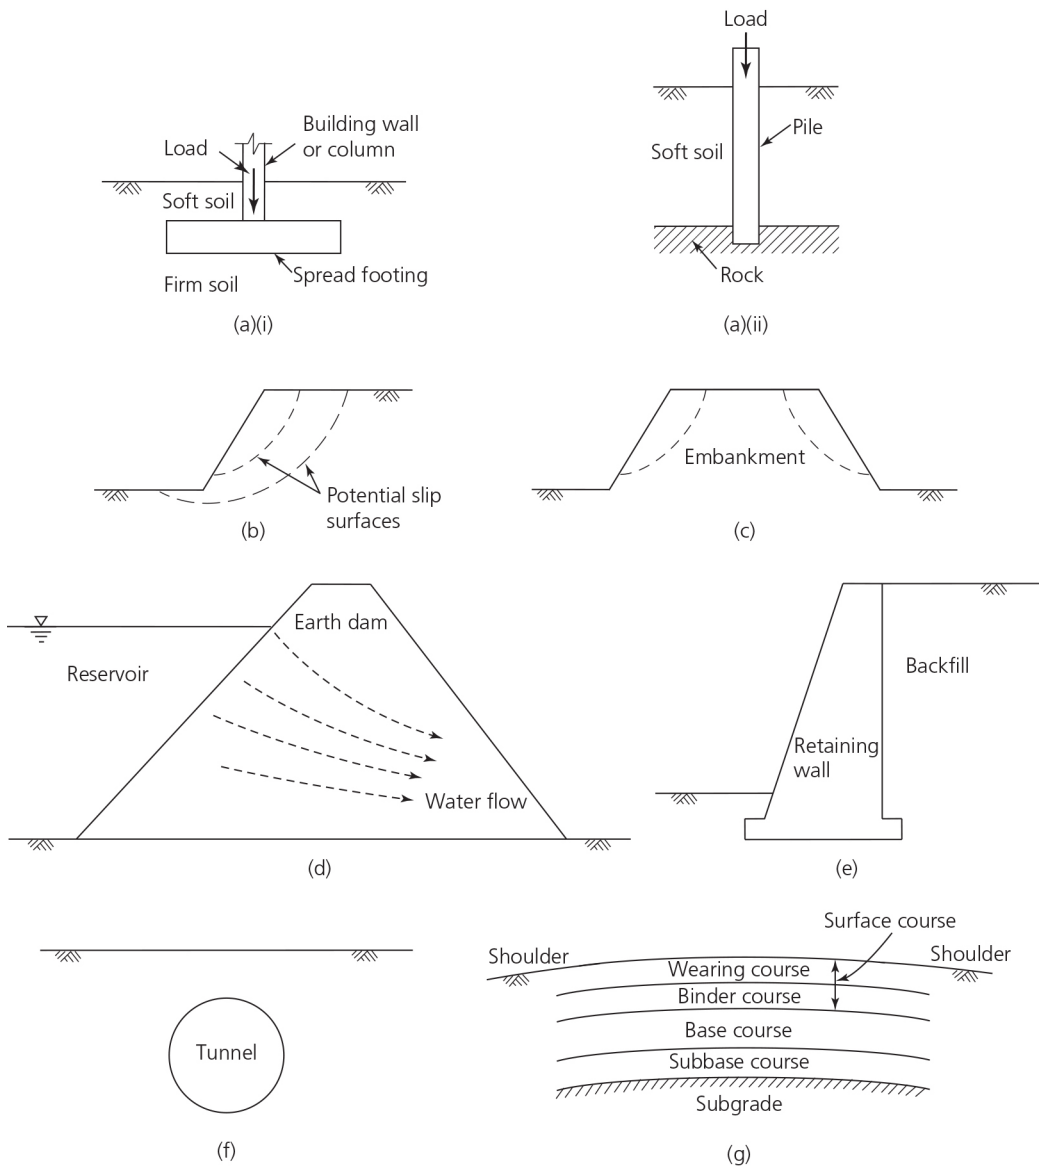 Load
Building wall
or column
Load
Soft soil
Pile
Soft soil
Spread footing
Firm soil
Rock
(a)(i)
(a)(ii)
Potential slip
surfaces
Embankment
(b)
(c)
Earth dam
Reservoir
Backfill
Retaining
wall
Water flow
(d)
(e)
Surface course
Shoulder
Shoulder
Wearing course
Binder course
Base course
Subbase course
Subgrade
Tunnel
(f)
(g)